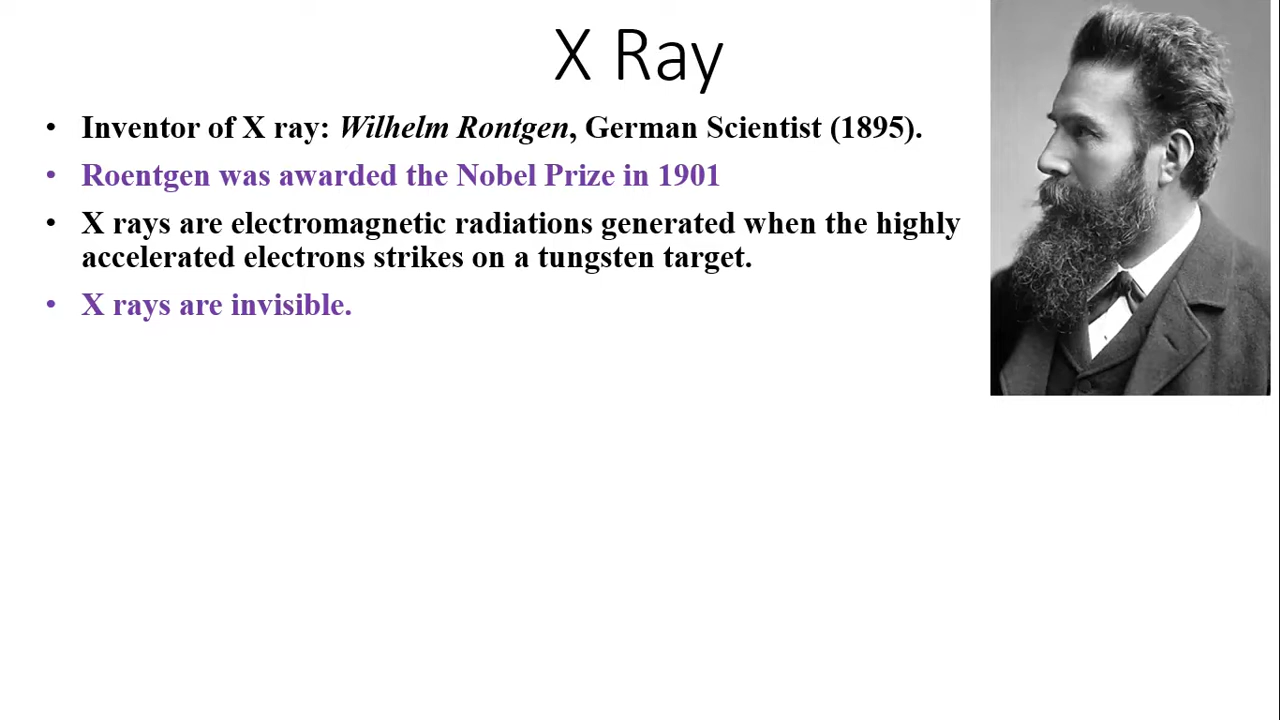 X Ray
• Inventor of X ray: Wilhelm Rontgen, German Scientist (1895).
• Roentgen was awarded the Nobel Prize in 1901
• X rays are electromagnetic radiations generated when the highly
accelerated electrons strikes on a tungsten target.
• X rays are invisible.